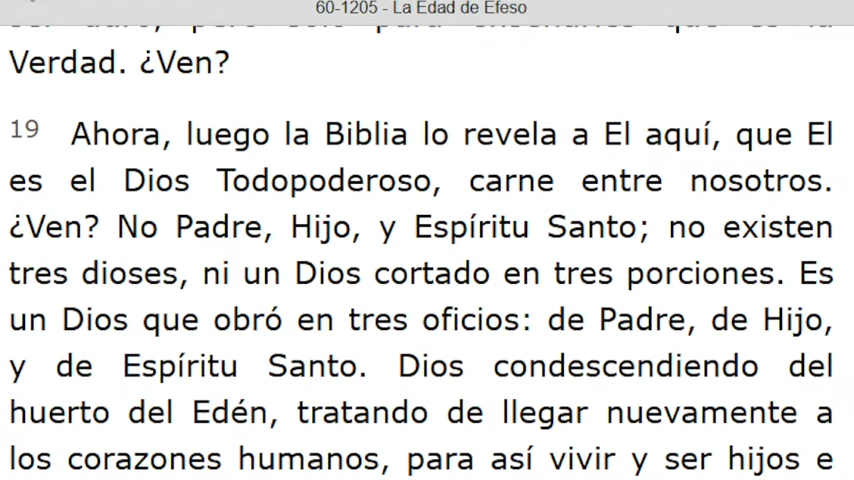 60-1205 - La Edad de Efeso
Verdad. ¿Ven?
19 Ahora, luego la Biblia lo revela a El aquí, que El
es el Dios Todopoderoso, carne entre nosotros.
¿Ven? No Padre, Hijo, y Espíritu Santo; no existen
tres dioses, ni un Dios cortado en tres porciones. Es
un Dios que obró en tres oficios: de Padre, de Hijo,
y de Espíritu Santo. Dios condescendiendo del
huerto del Edén, tratando de llegar nuevamente a
los corazones humanos, para así vivir y ser hijos e